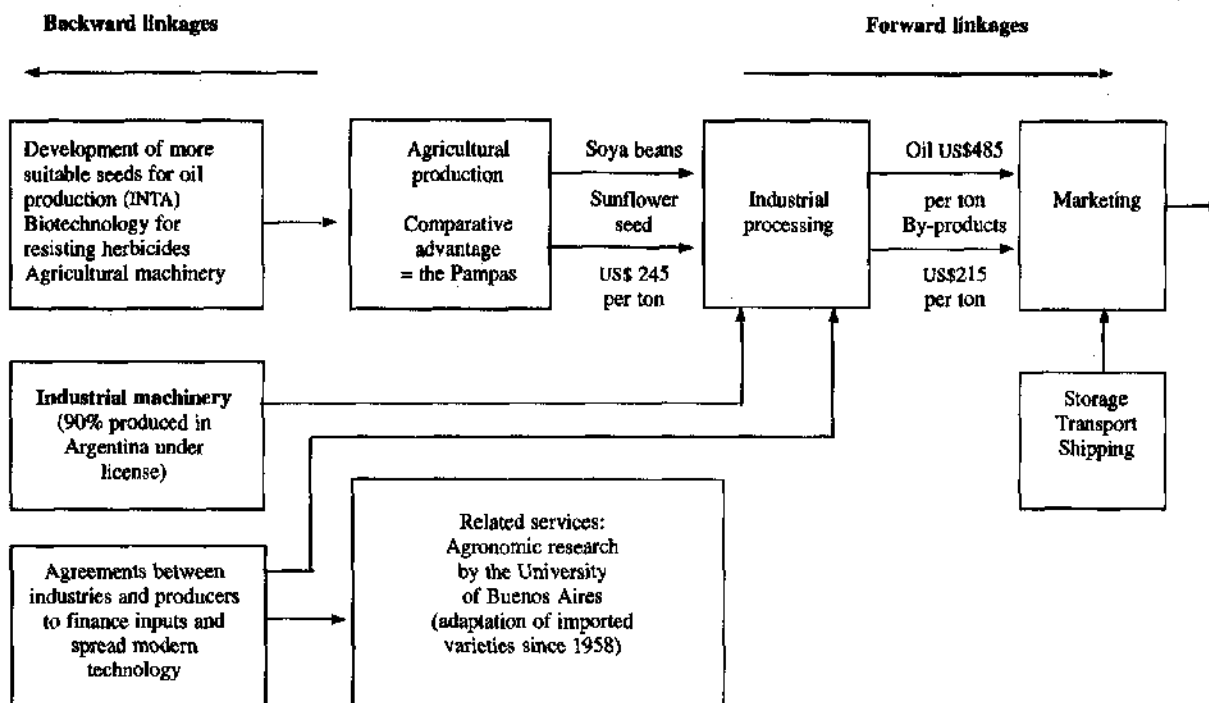 Backward linkages
Forward linkages
Development of more
suitable seeds for oil
production (INTA)
Biotechnology for
resisting herbicides
Agricultural machinery
Agricultural
production
Comparative
advantage
= the Pampas
Soya beans
Sunflower
seed
US$ 245
per ton
Industrial
processing
Oil US$485
per ton
By-products
US$215
per ton
Marketing
Industrial machinery
(90% produced in
Argentina under
license)
Storage
Transport
Shipping
Agreements between
industries and producers
to finance inputs and
spread modern
technology
Related services:
Agronomic research
by the University
of Buenos Aires
(adaptation of imported
varieties since 1958)